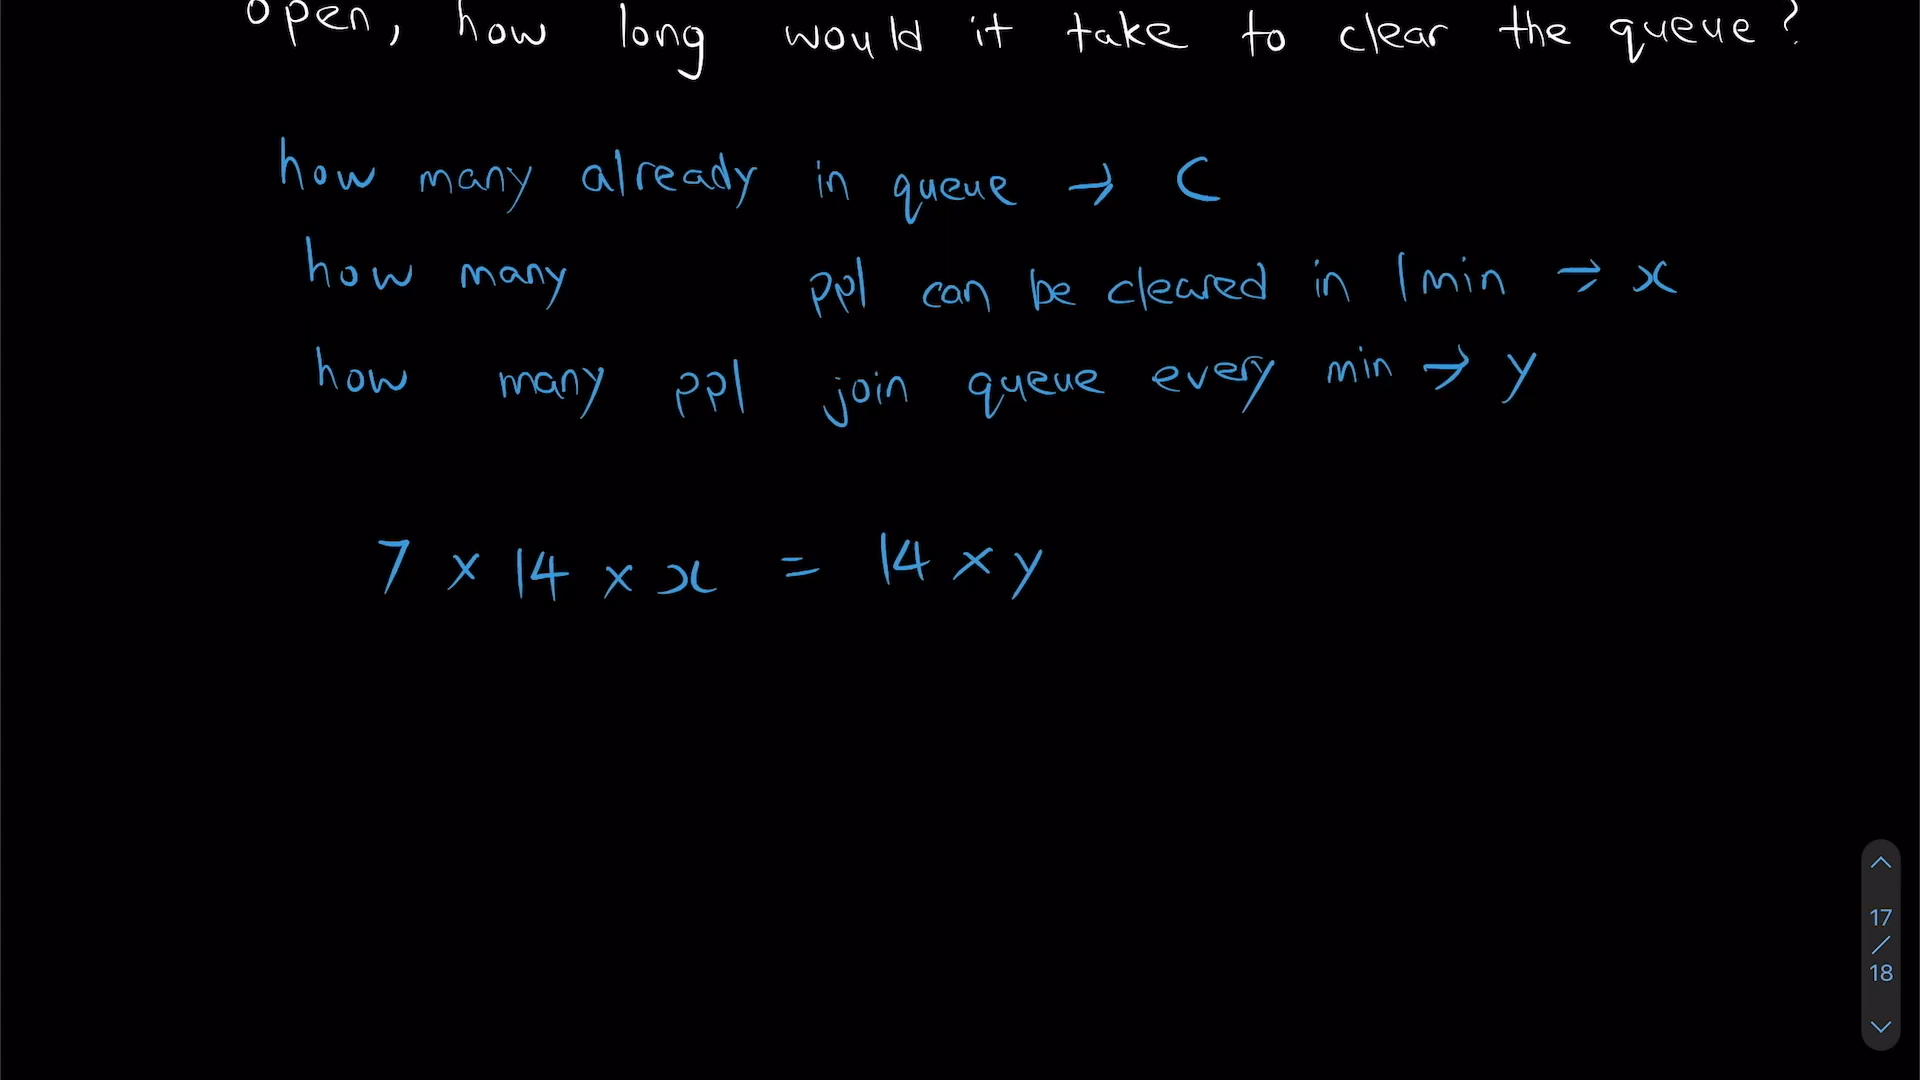 open, how long would it take to clear the queue?
how many already in queue → C
how many ppl can be cleared in 1 min → x
how many ppl join queue every min → y
7 × 14 × x = 14 × y
17
/
18